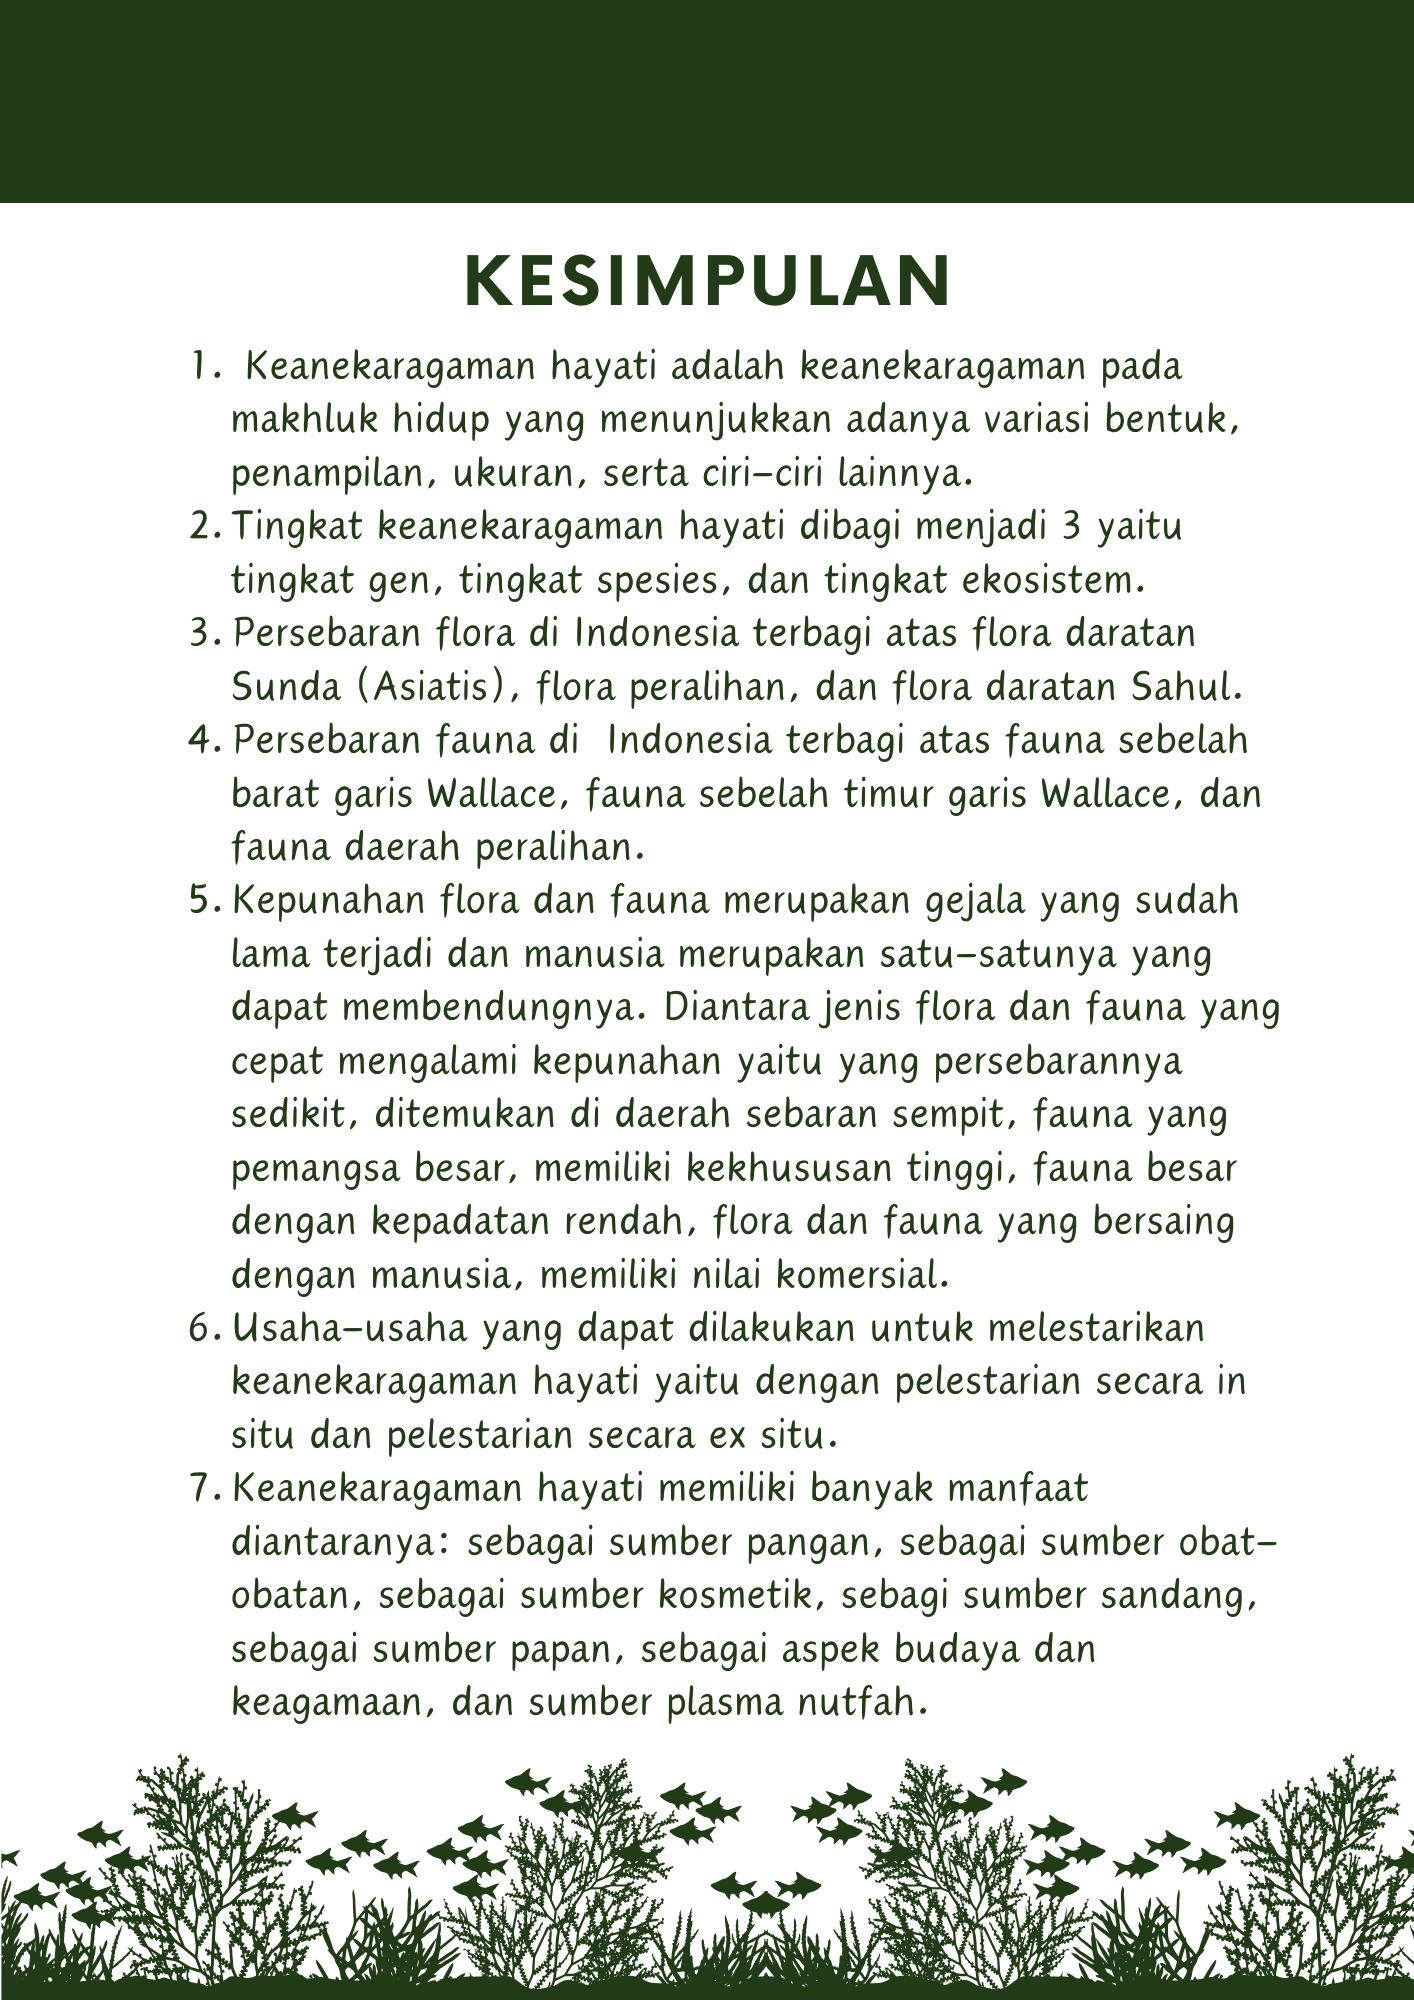 KESIMPULAN
1. Keanekaragaman hayati adalah keanekaragaman pada
makhluk hidup yang menunjukkan adanya variasi bentuk,
penampilan, ukuran, serta ciri-ciri lainnya.
2. Tingkat keanekaragaman hayati dibagi menjadi 3 yaitu
tingkat gen, tingkat spesies, dan tingkat ekosistem.
3. Persebaran flora di Indonesia terbagi atas flora daratan
Sunda (Asiatis), flora peralihan, dan flora daratan Sahul.
4. Persebaran fauna di Indonesia terbagi atas fauna sebelah
barat garis Wallace, fauna sebelah timur garis Wallace, dan
fauna daerah peralihan.
5. Kepunahan flora dan fauna merupakan gejala yang sudah
lama terjadi dan manusia merupakan satu-satunya yang
dapat membendungnya. Diantara jenis flora dan fauna yang
cepat mengalami kepunahan yaitu yang persebarannya
sedikit, ditemukan di daerah sebaran sempit, fauna yang
pemangsa besar, memiliki kekhususan tinggi, fauna besar
dengan kepadatan rendah, flora dan fauna yang bersaing
dengan manusia, memiliki nilai komersial.
6. Usaha-usaha yang dapat dilakukan untuk melestarikan
keanekaragaman hayati yaitu dengan pelestarian secara in
situ dan pelestarian secara ex situ.
7. Keanekaragaman hayati memiliki banyak manfaat
diantaranya: sebagai sumber pangan, sebagai sumber obat-
obatan, sebagai sumber kosmetik, sebagi sumber sandang,
sebagai sumber papan, sebagai aspek budaya dan
keagamaan, dan sumber plasma nutfah.